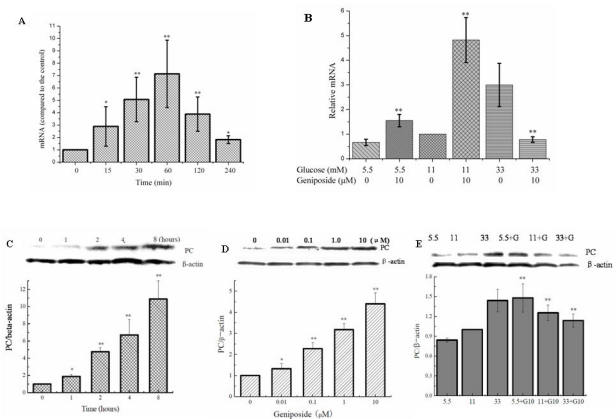 A
mRNA (compared to the control)
11
10
9
8
7
6
5
4
3
2
1
0
* ** ** ** *
0 15 30 60 120 240
Time (min)
B
Relative mRNA
6
5
4
3
2
1
0
** ** **
Glucose (mM) 5.5 5.5 11 11 33 33
Geniposide (μM) 0 10 0 10 0 10
C
0 1 2 4 8 (hours)
PC
β-actin
PC/beta-actin
12
10
8
6
4
2
0
* ** ** **
0 1 2 4 8
Time (hours)
D
0 0.01 0.1 1.0 10 (μM)
PC
β-actin
PC/β-actin
5
4
3
2
1
0
* ** ** **
0 0.01 0.1 1 10
Geniposide (μM)
E
5.5 11 33 5.5+G 11+G 33+G
PC
β-actin
PC/β-actin
1.8
1.5
1.2
0.9
0.6
0.3
0.0
** ** **
5.5 11 33 5.5+G10 11+G10 33+G10